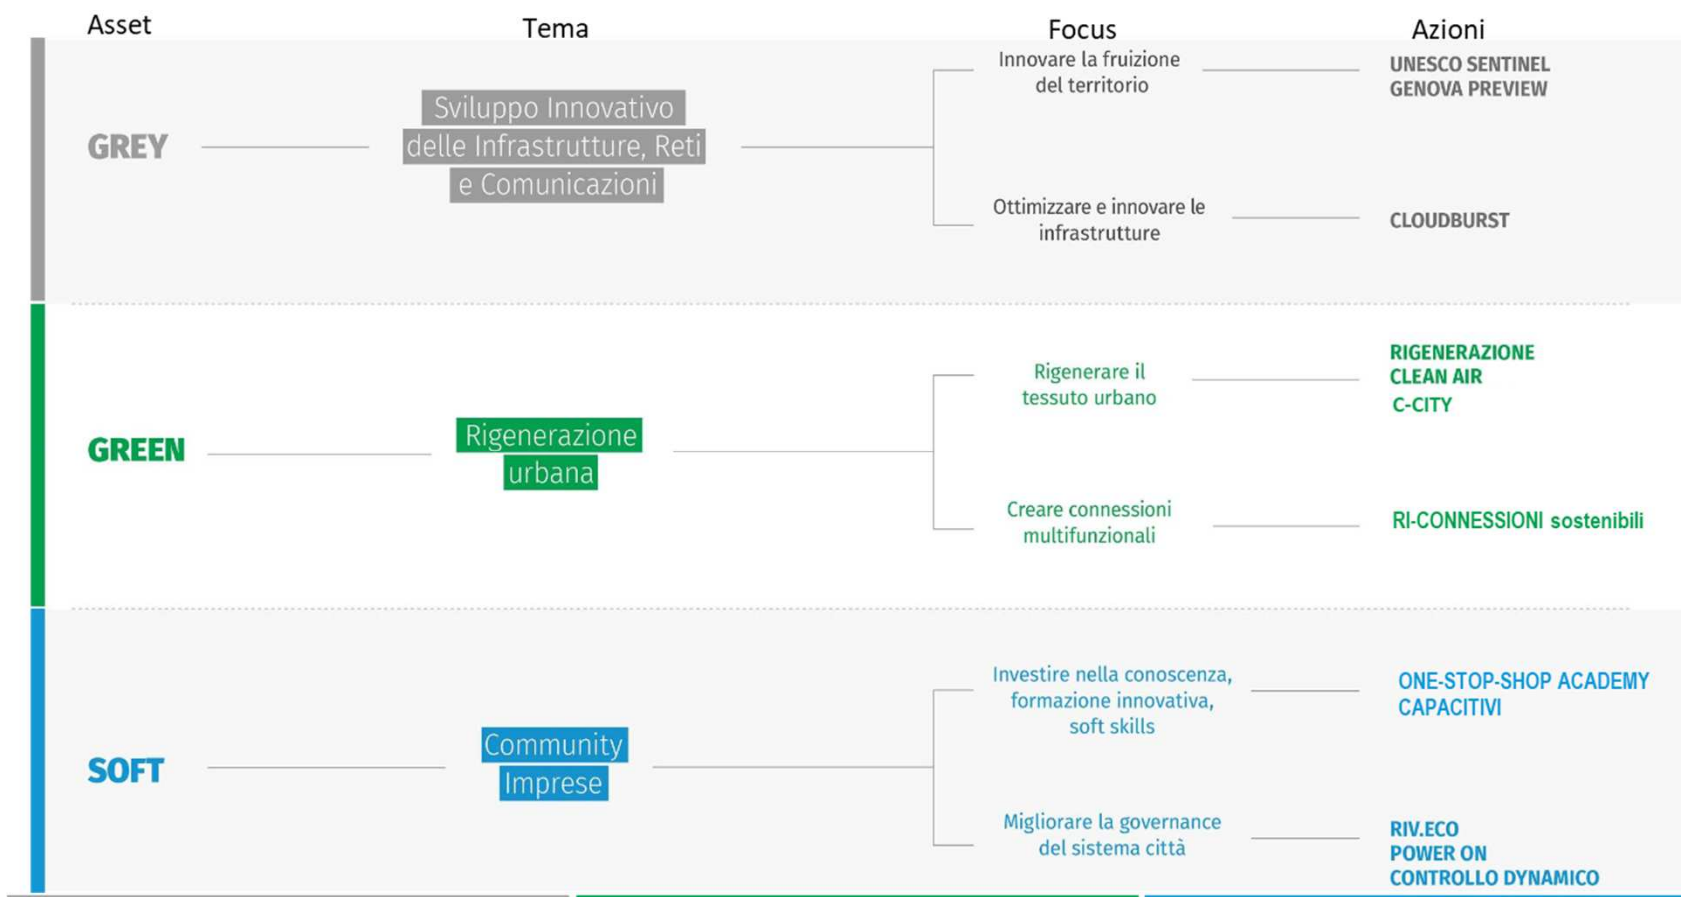 Asset
Tema
Focus
Azioni
GREY
Sviluppo Innovativo
delle Infrastrutture, Reti
e Comunicazioni
Innovare la fruizione
del territorio
UNESCO SENTINEL
GENOVA PREVIEW
Ottimizzare e innovare le
infrastrutture
CLOUDBURST
GREEN
Rigenerazione
urbana
Rigenerare il
tessuto urbano
RIGENERAZIONE
CLEAN AIR
C-CITY
Creare connessioni
multifunzionali
RI-CONNESSIONI sostenibili
SOFT
Community
Imprese
Investire nella conoscenza,
formazione innovativa,
soft skills
ONE-STOP-SHOP ACADEMY
CAPACITIVI
Migliorare la governance
del sistema città
RIV.ECO
POWER ON
CONTROLLO DYNAMICO